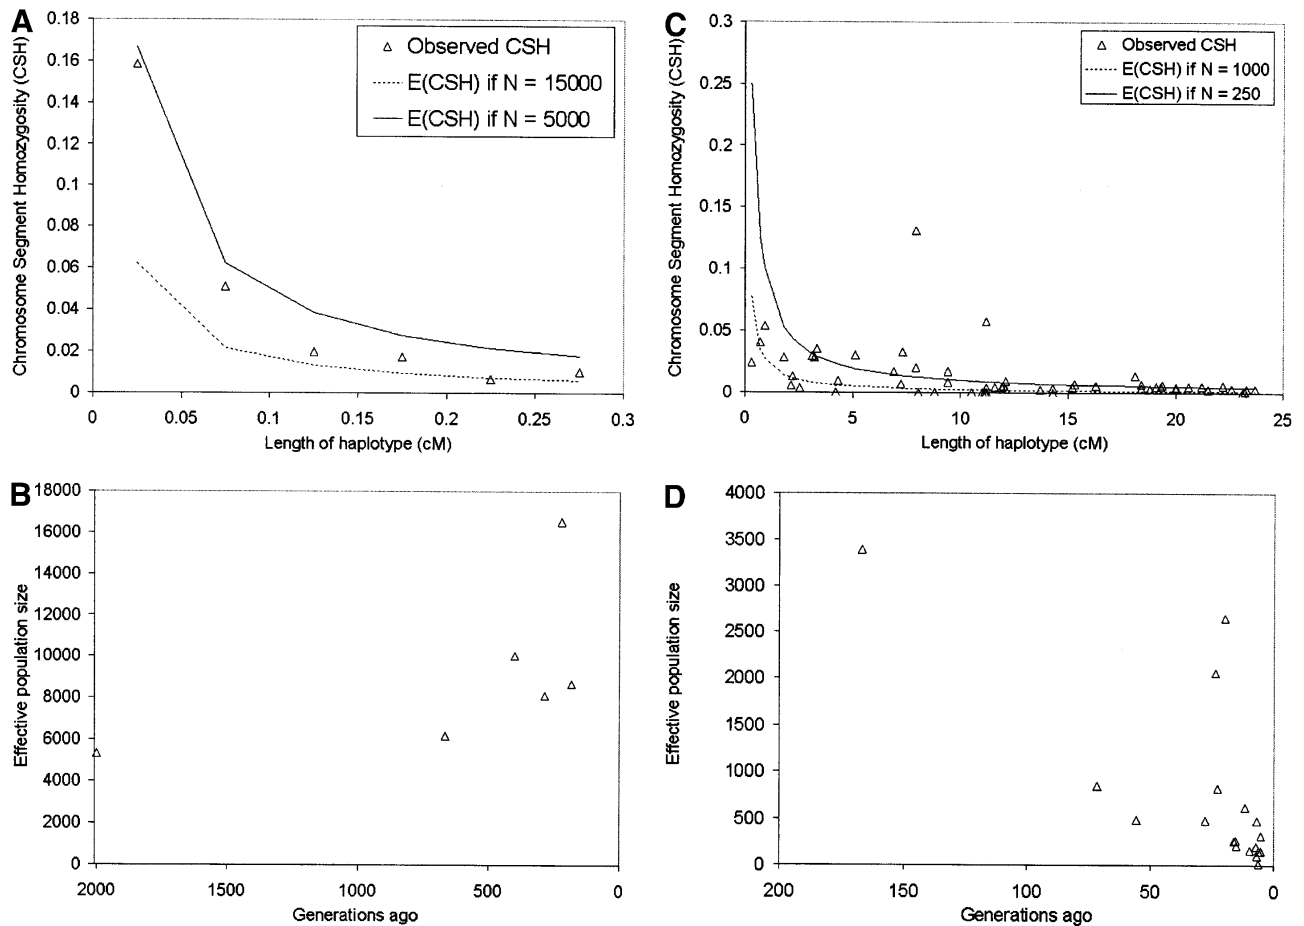 A
Chromosome Segment Homozygosity (CSH)
0.18
0.16
0.14
0.12
0.1
0.08
0.06
0.04
0.02
0
Observed CSH
E(CSH) if N = 15000
E(CSH) if N = 5000
0 0.05 0.1 0.15 0.2 0.25 0.3
Length of haplotype (cM)
C
Chromosome Segment Homozygosity (CSH)
0.3
0.25
0.2
0.15
0.1
0.05
0
Observed CSH
E(CSH) if N = 1000
E(CSH) if N = 250
0 5 10 15 20 25
Length of haplotype (cM)
B
Effective population size
18000
16000
14000
12000
10000
8000
6000
4000
2000
0
2000 1500 1000 500 0
Generations ago
D
Effective population size
4000
3500
3000
2500
2000
1500
1000
500
0
200 150 100 50 0
Generations ago